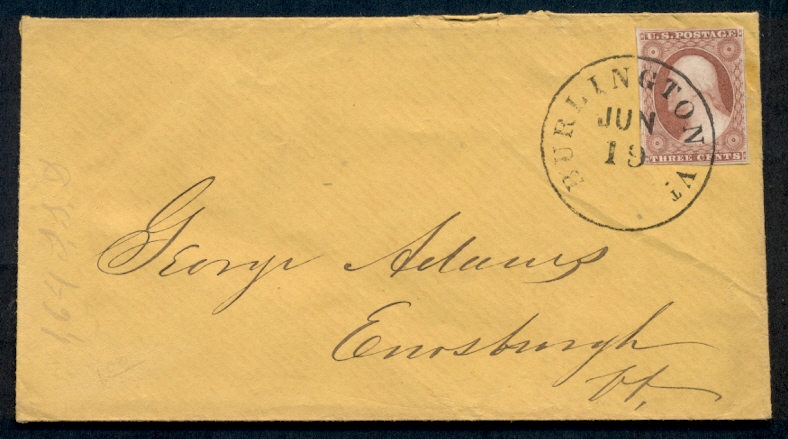 U.S. POSTAGE
THREE CENTS
BURLINGTON Vt
JUN
19
George Adams
Enosburgh
Vt.